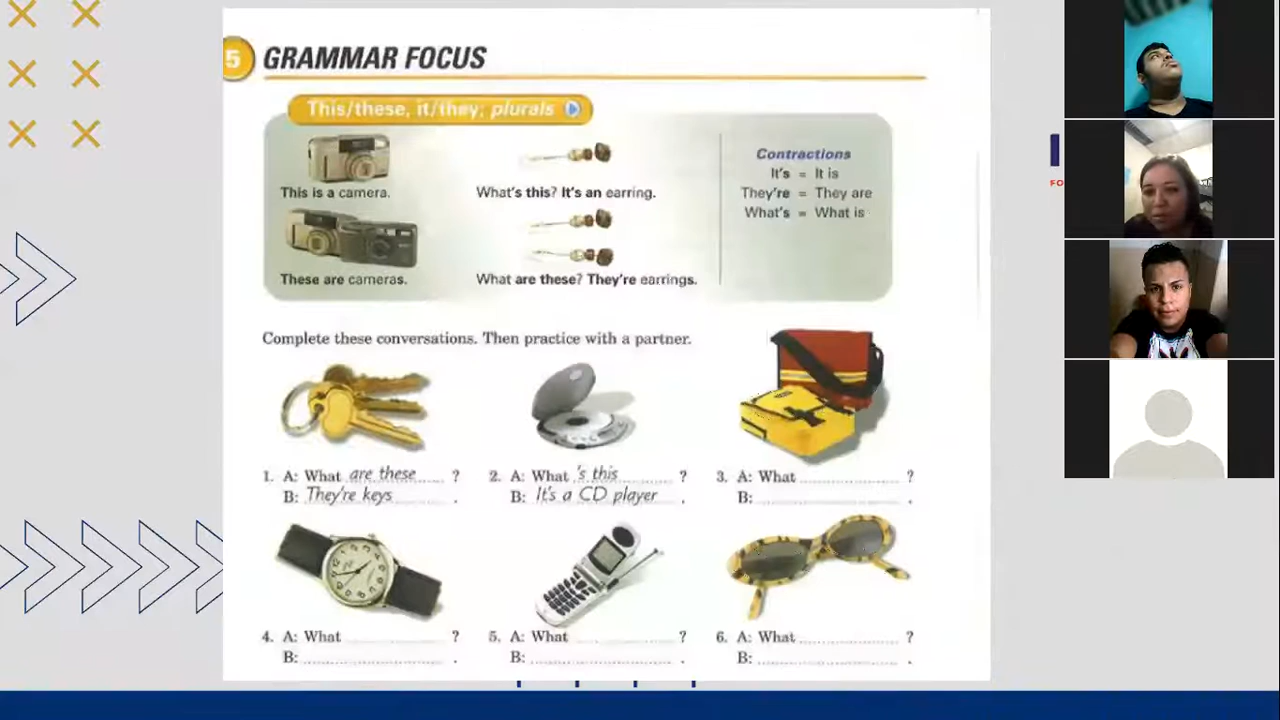 5 GRAMMAR FOCUS
This/these, it/they; plurals
This is a camera.
What's this? It's an earring.
These are cameras.
What are these? They're earrings.
Contractions
It's = It is
They're = They are
What's = What is
Complete these conversations. Then practice with a partner.
1. A: What are these ?
B: They're keys .
2. A: What 's this ?
B: It's a CD player .
3. A: What ?
B: .
4. A: What ?
B: .
5. A: What ?
B: .
6. A: What ?
B: .